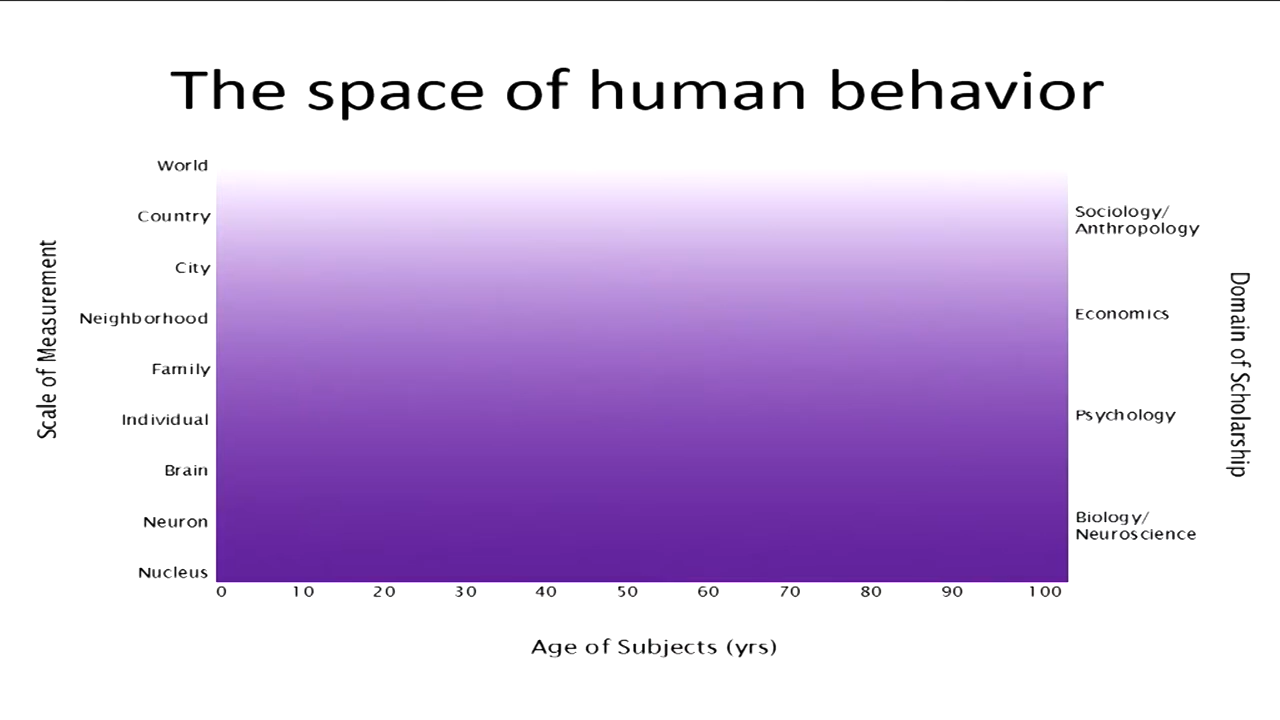 The space of human behavior
World
Country
City
Neighborhood
Family
Individual
Brain
Neuron
Nucleus
Scale of Measurement
Sociology/
Anthropology
Economics
Psychology
Biology/
Neuroscience
Domain of Scholarship
0 10 20 30 40 50 60 70 80 90 100
Age of Subjects (yrs)